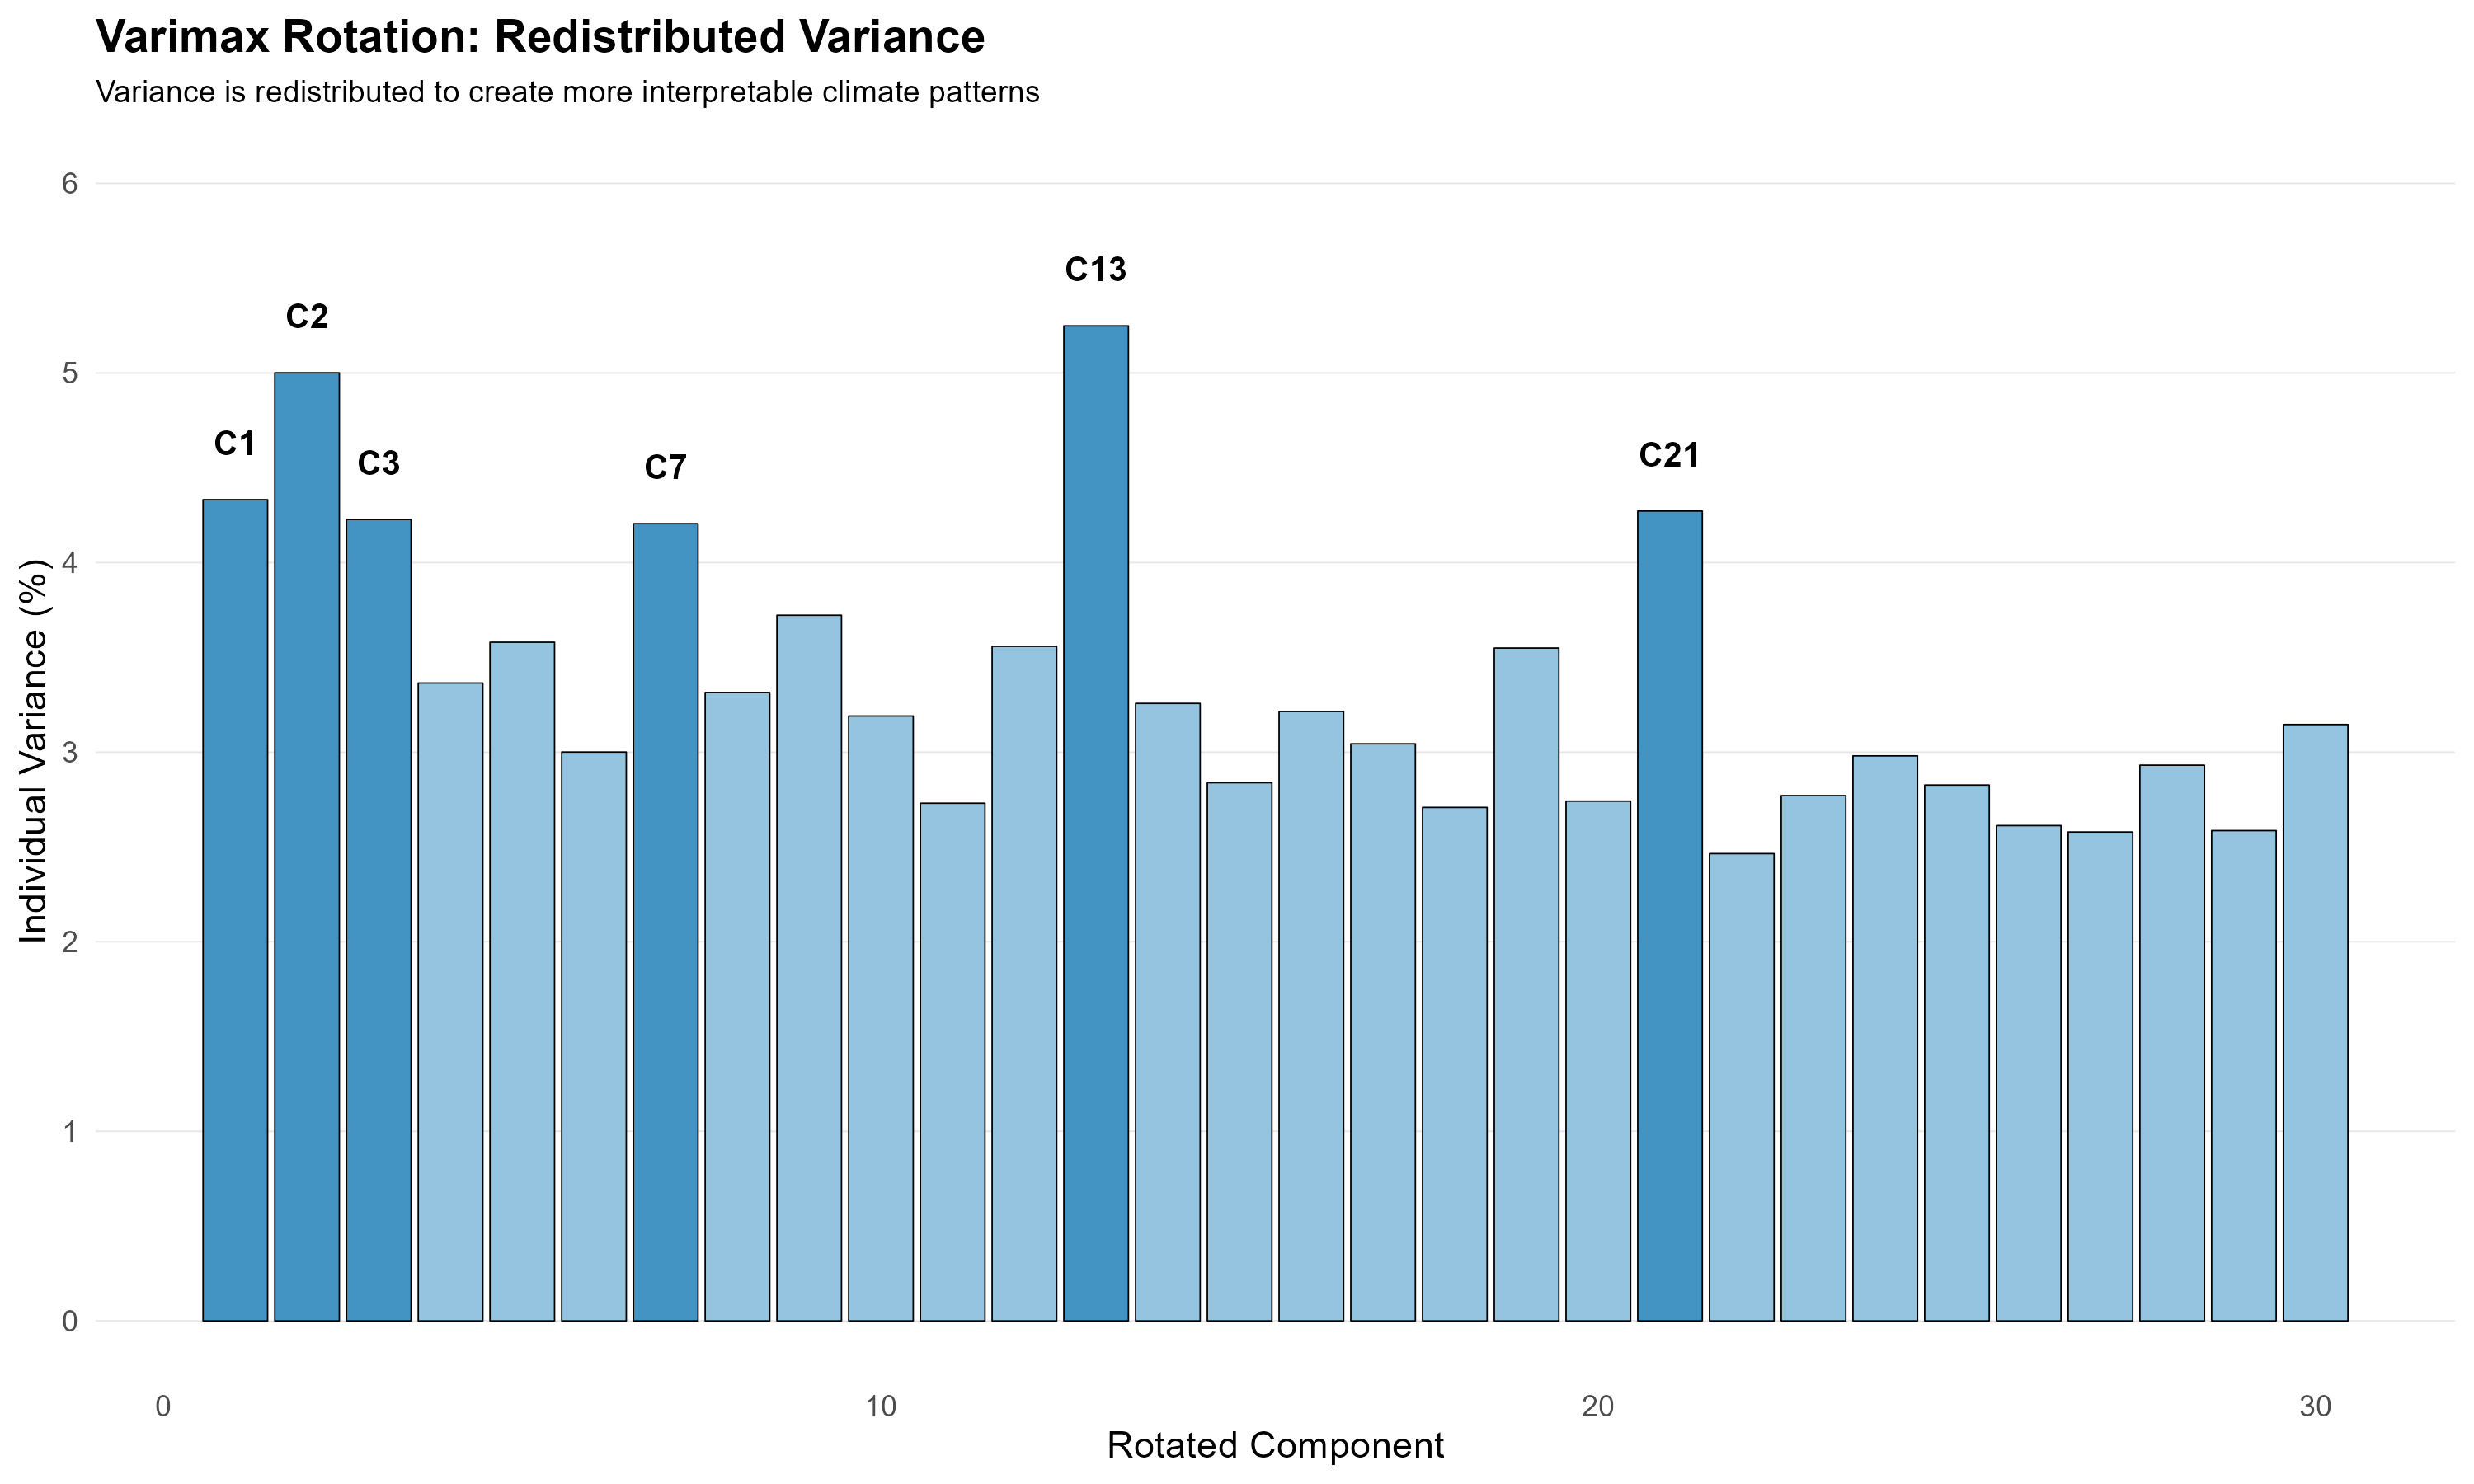 Varimax Rotation: Redistributed Variance
Variance is redistributed to create more interpretable climate patterns
6
5
4
3
2
1
0
Individual Variance (%)
C1
C2
C3
C7
C13
C21
0
10
20
30
Rotated Component